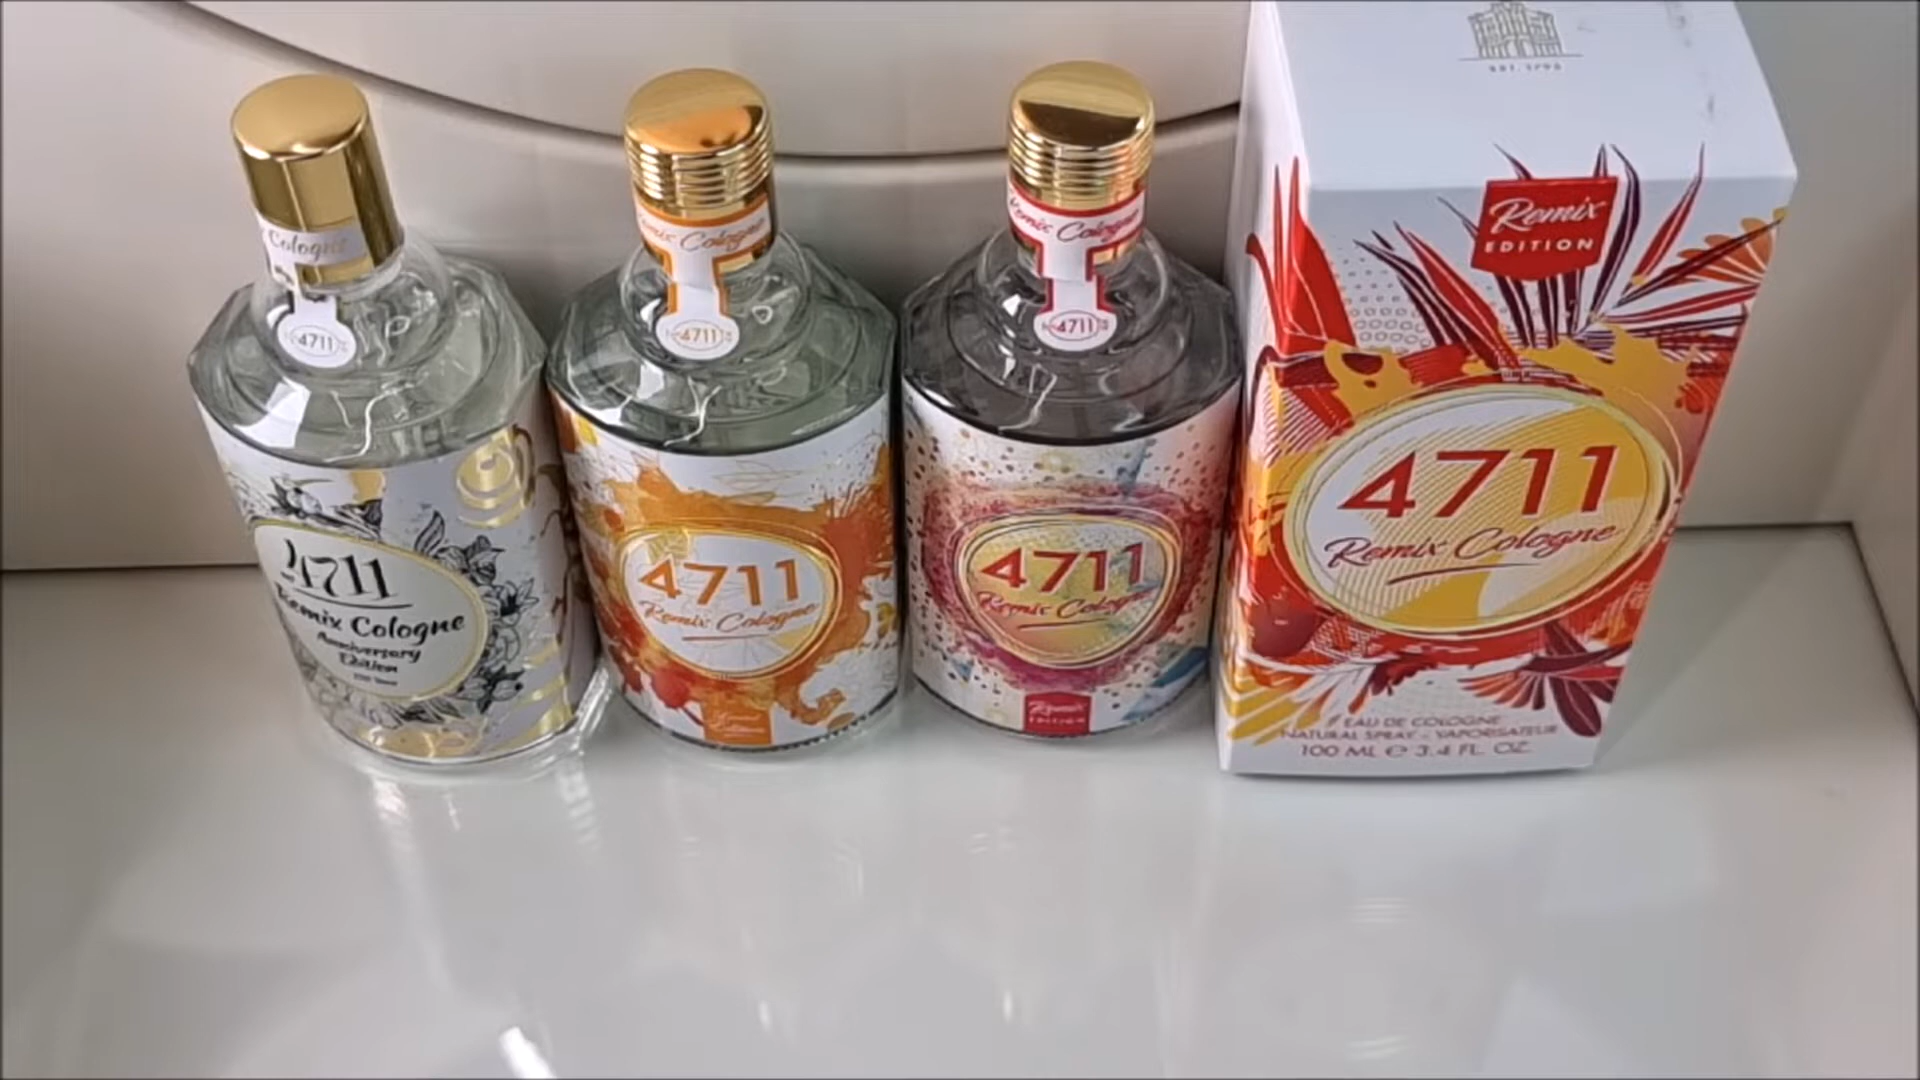 Cologne
4711
4711
Remix Cologne
Anniversary
Edition
Remix Cologne
4711
4711
Remix Cologne
Remix Cologne
4711
4711
Remix Cologne
Remix
EDITION
EST. 1792
Remix
EDITION
4711
Remix Cologne
EAU DE COLOGNE
NATURAL SPRAY - VAPORISATEUR
100 ML e 3.4 FL. OZ.